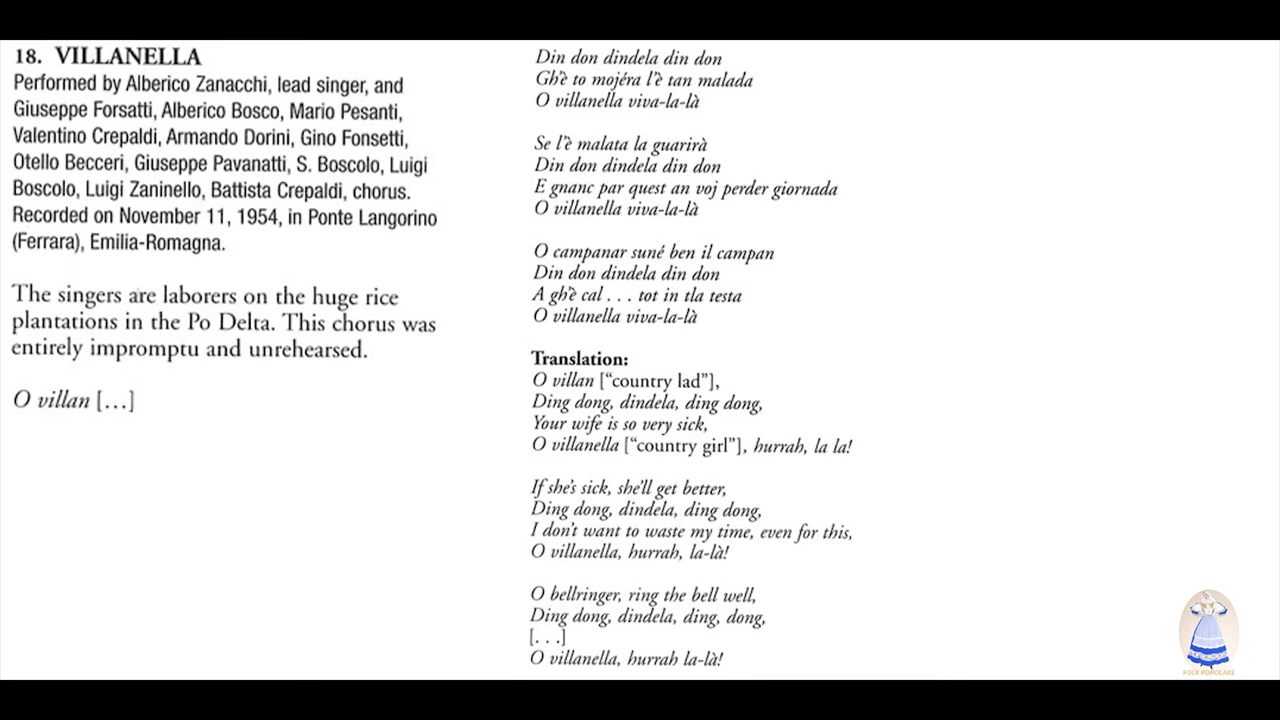 18. VILLANELLA
Performed by Alberico Zanacchi, lead singer, and
Giuseppe Forsatti, Alberico Bosco, Mario Pesanti,
Valentino Crepaldi, Armando Dorini, Gino Fonsetti,
Otello Becceri, Giuseppe Pavanatti, S. Boscolo, Luigi
Boscolo, Luigi Zaninello, Battista Crepaldi, chorus.
Recorded on November 11, 1954, in Ponte Langorino
(Ferrara), Emilia-Romagna.
The singers are laborers on the huge rice
plantations in the Po Delta. This chorus was
entirely impromptu and unrehearsed.
O villan […]
Din don dindela din don
Gh'è to mojéra l'è tan malada
O villanella viva-la-là
Se l'è malata la guarirà
Din don dindela din don
E gnanc par quest an voj perder giornada
O villanella viva-la-là
O campanar suné ben il campan
Din don dindela din don
A gh'è cal . . . tot in tla testa
O villanella viva-la-là
Translation:
O villan ["country lad"],
Ding dong, dindela, ding dong,
Your wife is so very sick,
O villanella ["country girl"], hurrah, la la!
If she's sick, she'll get better,
Ding dong, dindela, ding dong,
I don't want to waste my time, even for this,
O villanella, hurrah, la-là!
O bellringer, ring the bell well,
Ding dong, dindela, ding, dong,
[. . .]
O villanella, hurrah la-là!
FOLK POPOLARE